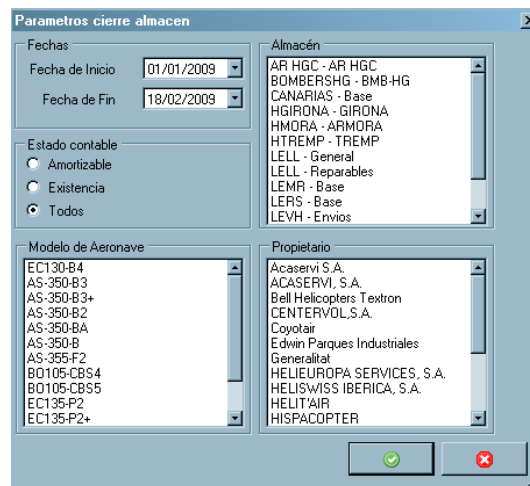 Parametros cierre almacen
Fechas
Fecha de Inicio 01/01/2009
Fecha de Fin 18/02/2009
Estado contable
Amortizable
Existencia
Todos
Almacén
AR HGC - AR HGC
BOMBERSHG - BMB-HG
CANARIAS - Base
HGIRONA - GIRONA
HMORA - ARMORA
HTREMP - TREMP
LELL - General
LELL - Reparables
LEMR - Base
LERS - Base
LEVH - Envios
Modelo de Aeronave
EC130-B4
AS-350-B3
AS-350-B3+
AS-350-B2
AS-350-BA
AS-350-B
AS-355-F2
BO105-CBS4
BO105-CBS5
EC135-P2
EC135-P2+
Propietario
Acaservi S.A.
ACASERVI, S.A.
Bell Helicopters Textron
CENTERVOL,S.A.
Coyotair
Edwin Parques Industriales
Generalitat
HELIEUROPA SERVICES, S.A.
HELISWISS IBERICA, S.A.
HELIT'AIR
HISPACOPTER